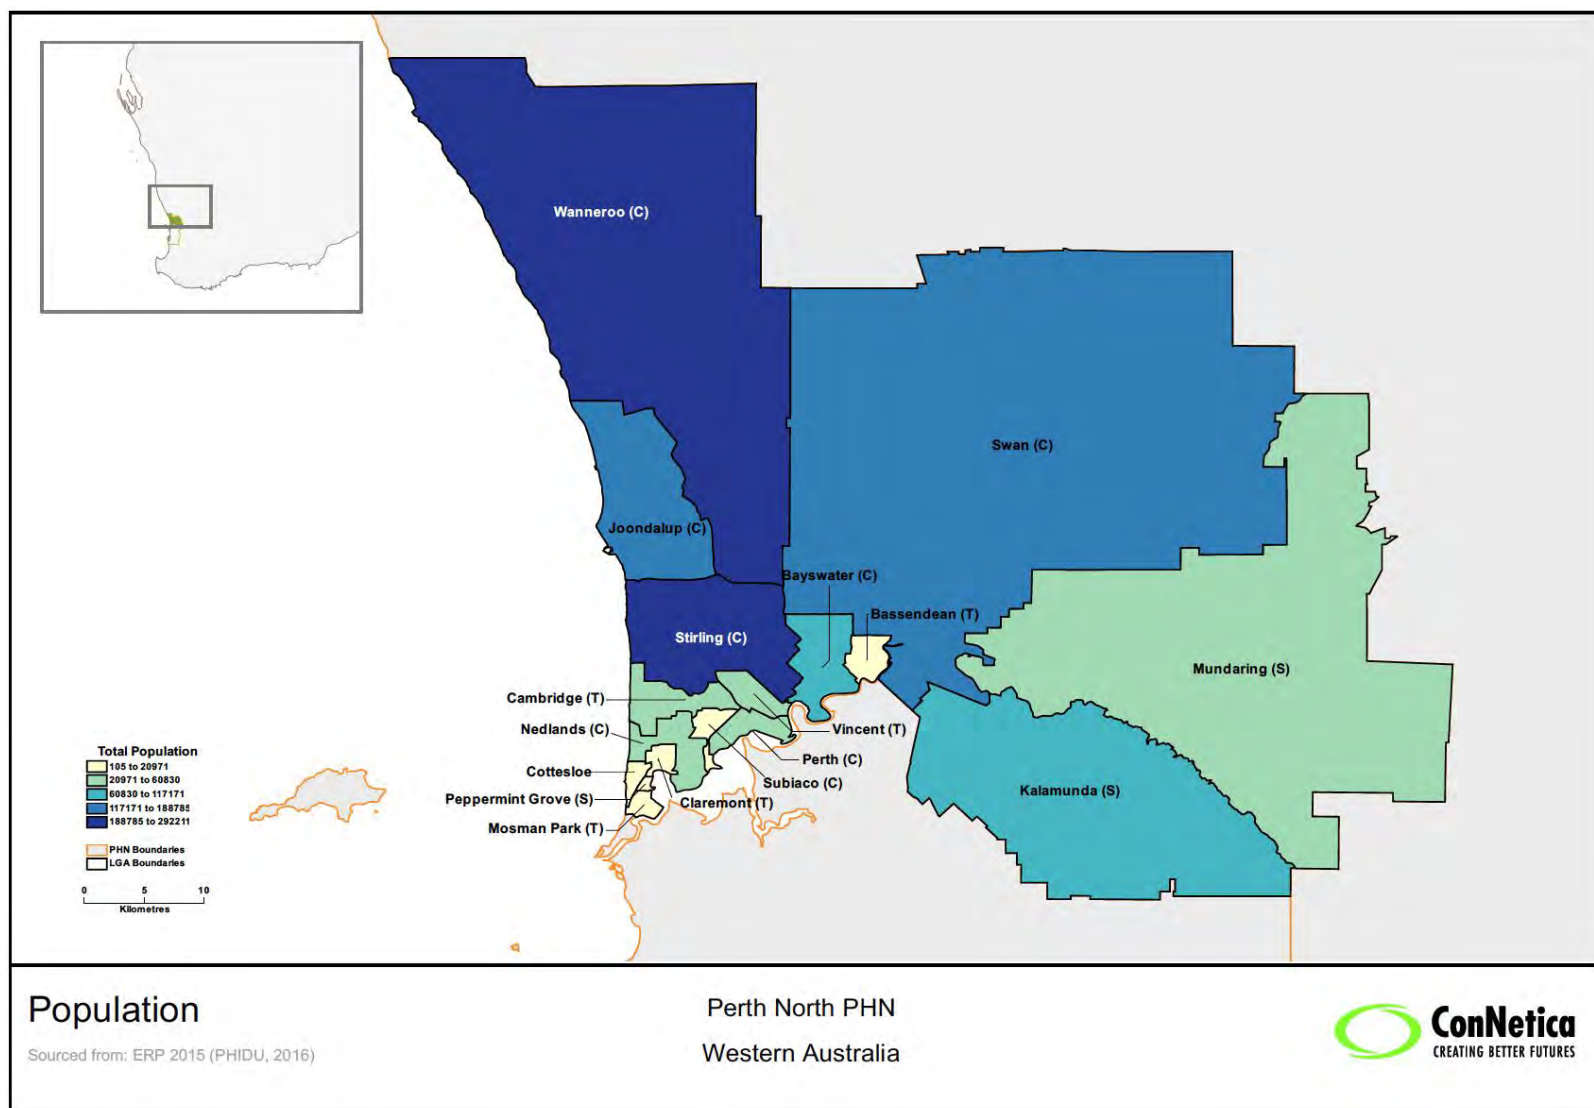 Wanneroo (C)
Swan (C)
Joondalup (C)
Bayswater (C)
Bassendean (T)
Stirling (C)
Mundaring (S)
Cambridge (T)
Nedlands (C)
Vincent (T)
Perth (C)
Cottesloe
Subiaco (C)
Kalamunda (S)
Peppermint Grove (S)
Claremont (T)
Mosman Park (T)
Total Population
105 to 20971
20971 to 60830
60830 to 117171
117171 to 188785
188785 to 292211
PHN Boundaries
LGA Boundaries
0 5 10
Kilometres
Population
Sourced from: ERP 2015 (PHIDU, 2016)
Perth North PHN
Western Australia
ConNetica
CREATING BETTER FUTURES